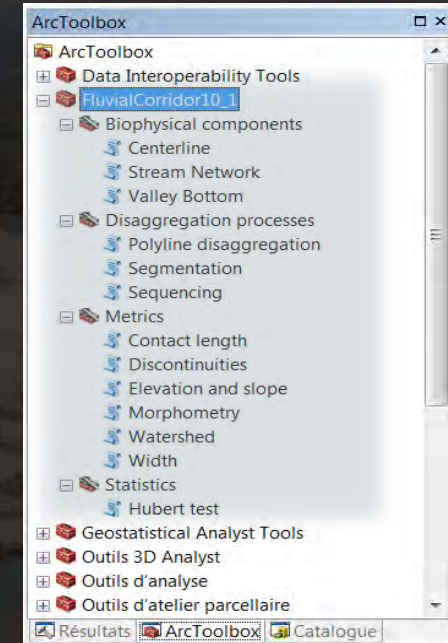 ArcToolbox
ArcToolbox
Data Interoperability Tools
FluvialCorridor10_1
Biophysical components
Centerline
Stream Network
Valley Bottom
Disaggregation processes
Polyline disaggregation
Segmentation
Sequencing
Metrics
Contact length
Discontinuities
Elevation and slope
Morphometry
Watershed
Width
Statistics
Hubert test
Geostatistical Analyst Tools
Outils 3D Analyst
Outils d'analyse
Outils d'atelier parcellaire
Résultats ArcToolbox Catalogue